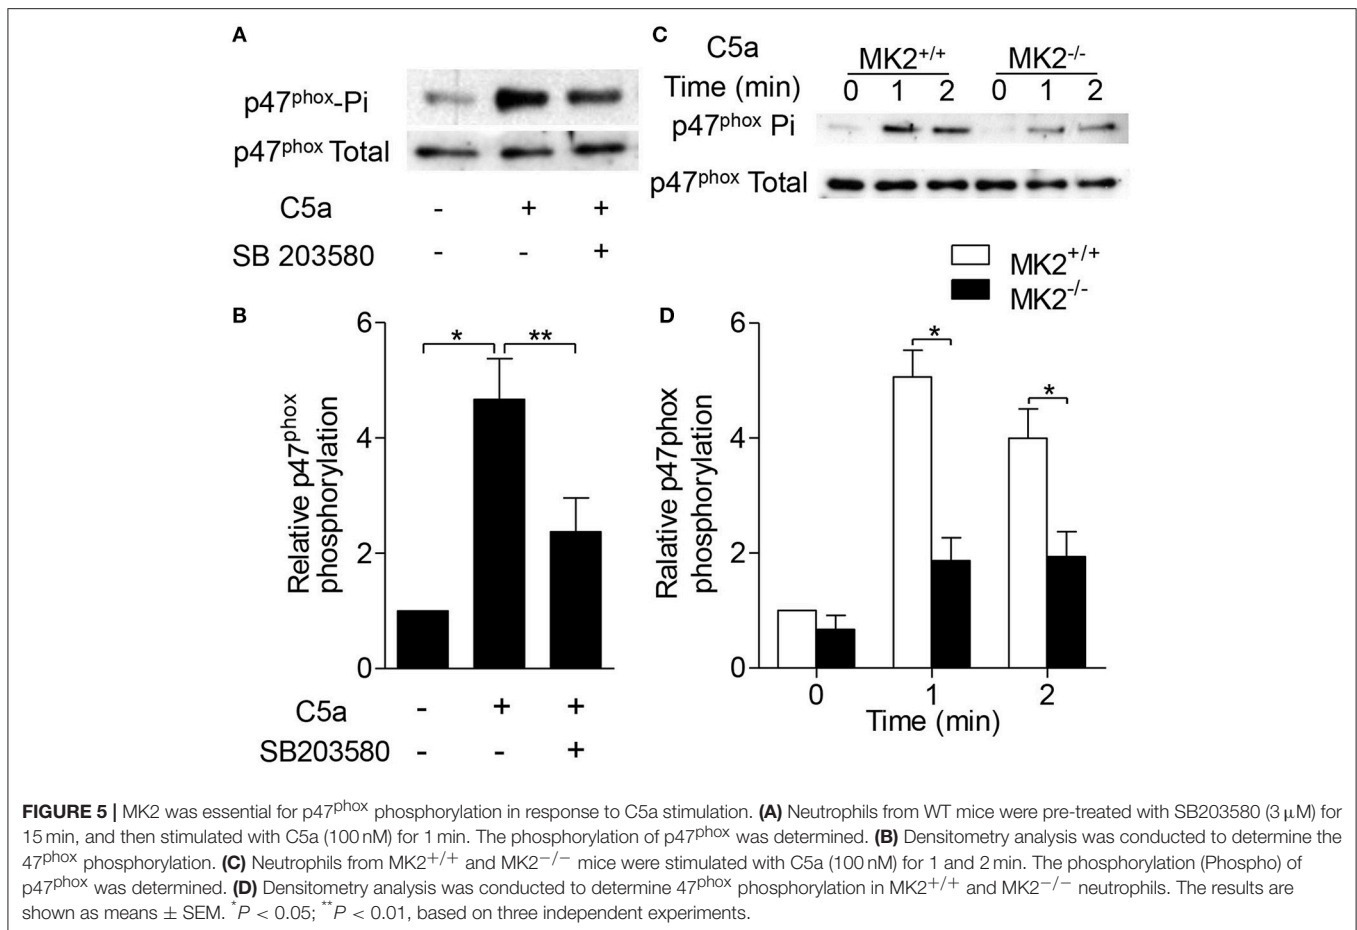 A
p47phox-Pi
p47phox Total
C5a - + +
SB 203580 - - +
C
C5a MK2+/+ MK2-/-
Time (min) 0 1 2 0 1 2
p47phox Pi
p47phox Total
MK2+/+
MK2-/-
B
Relative p47phox
phosphorylation
6
4
2
0
* **
C5a - + +
SB203580 - - +
D
Ralative p47phox
phosphorylation
6
4
2
0
* *
0 1 2
Time (min)
FIGURE 5 | MK2 was essential for p47phox phosphorylation in response to C5a stimulation. (A) Neutrophils from WT mice were pre-treated with SB203580 (3 μM) for
15 min, and then stimulated with C5a (100 nM) for 1 min. The phosphorylation of p47phox was determined. (B) Densitometry analysis was conducted to determine the
47phox phosphorylation. (C) Neutrophils from MK2+/+ and MK2−/− mice were stimulated with C5a (100 nM) for 1 and 2 min. The phosphorylation (Phospho) of
p47phox was determined. (D) Densitometry analysis was conducted to determine 47phox phosphorylation in MK2+/+ and MK2−/− neutrophils. The results are
shown as means ± SEM. *P < 0.05; **P < 0.01, based on three independent experiments.